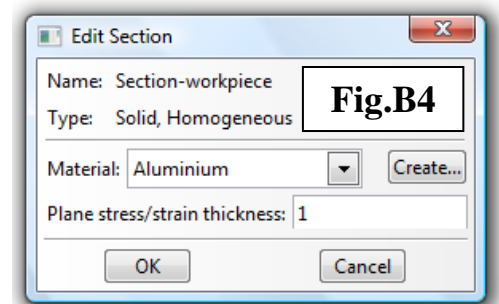 Edit Section
Name: Section-workpiece
Type: Solid, Homogeneous
Fig.B4
Material: Aluminium Create...
Plane stress/strain thickness: 1
OK Cancel